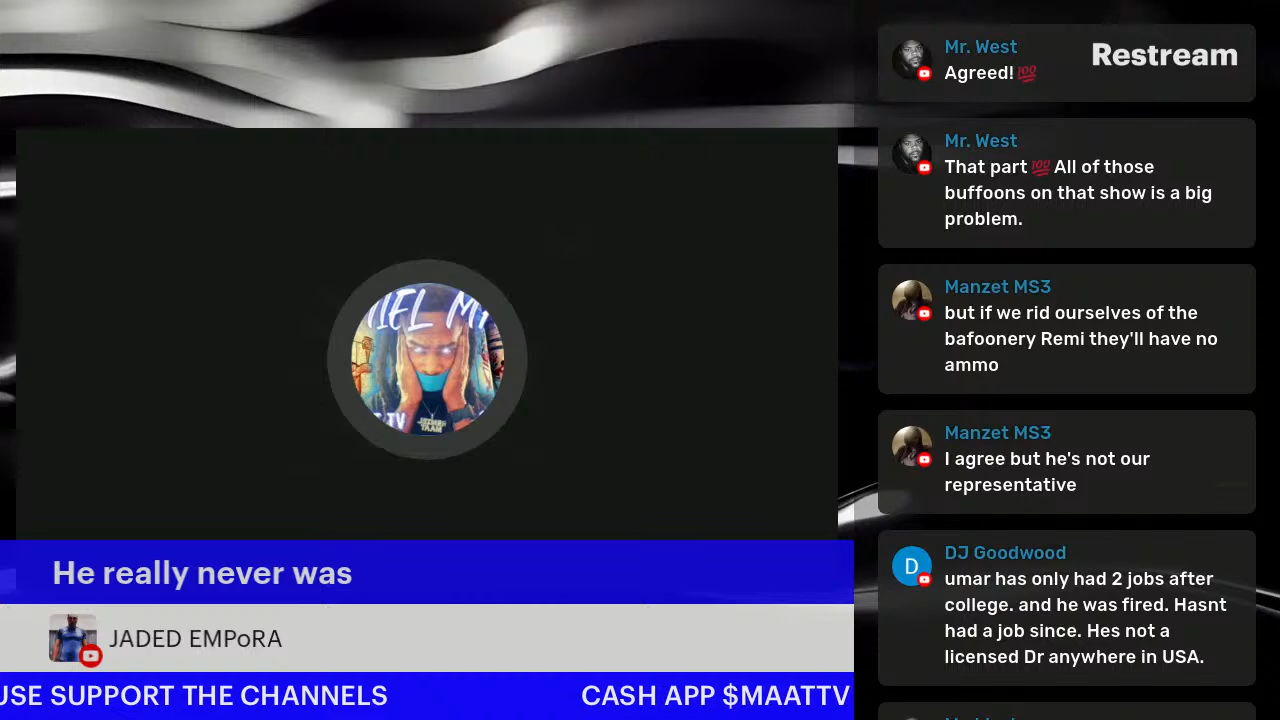 Mr. West
Restream
Agreed! 💯
Mr. West
That part 💯 All of those
buffoons on that show is a big
problem.
Manzet MS3
but if we rid ourselves of the
bafoonery Remi they'll have no
ammo
Manzet MS3
I agree but he's not our
representative
D
DJ Goodwood
umar has only had 2 jobs after
college. and he was fired. Hasnt
had a job since. Hes not a
licensed Dr anywhere in USA.
He really never was
JADED EMPoRA
USE SUPPORT THE CHANNELS
CASH APP $MAATTV